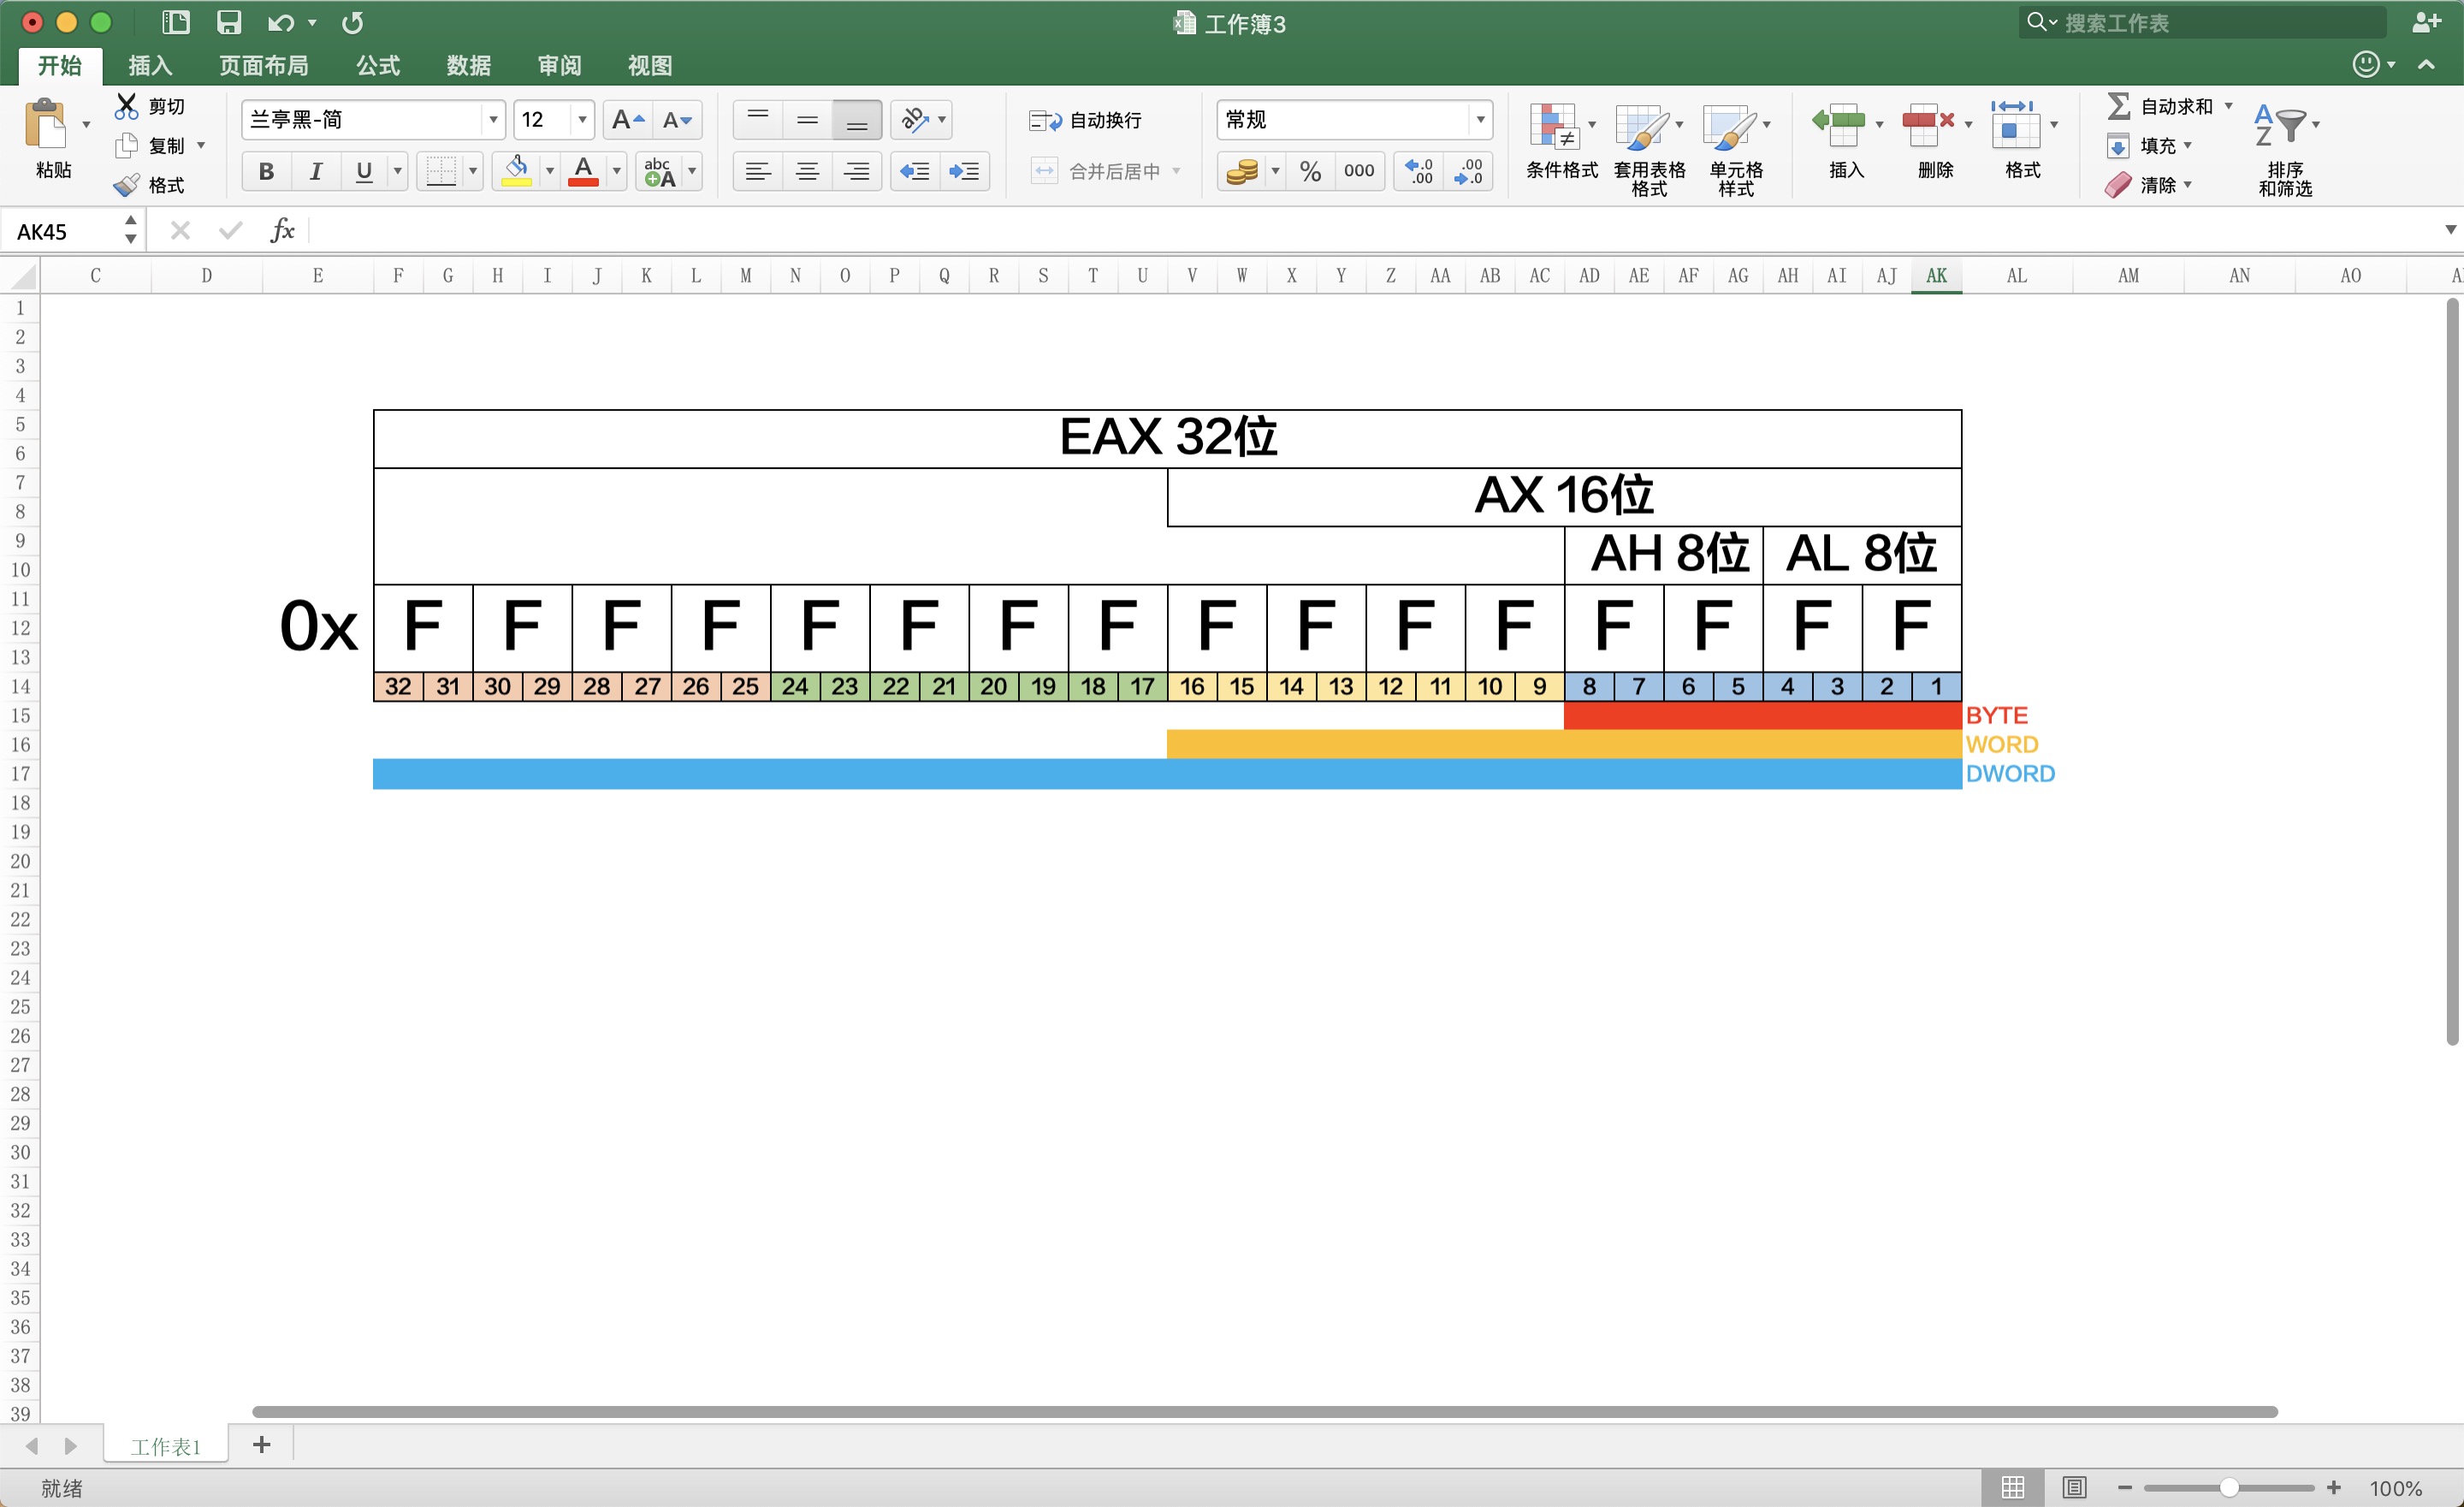 工作簿3
搜索工作表
开始 插入 页面布局 公式 数据 审阅 视图
粘贴
剪切
复制
格式
兰亭黑-简 12 A A
B I U A abc A
ab
自动换行
合并后居中
常规
% 000 .0 .00 .00 .0
条件格式
套用表格
格式
单元格
样式
插入
删除
格式
自动求和
填充
清除
A
Z
排序
和筛选
AK45 fx
C D E F G H I J K L M N O P Q R S T U V W X Y Z AA AB AC AD AE AF AG AH AI AJ AK AL AM AN AO
1
2
3
4
5
6
EAX 32位
7
8
AX 16位
9
10
AH 8位 AL 8位
11
12
13
0x F F F F F F F F F F F F F F F F
14 32 31 30 29 28 27 26 25 24 23 22 21 20 19 18 17 16 15 14 13 12 11 10 9 8 7 6 5 4 3 2 1
15 BYTE
16 WORD
17 DWORD
18
19
20
21
22
23
24
25
26
27
28
29
30
31
32
33
34
35
36
37
38
39
工作表1 +
就绪
100%